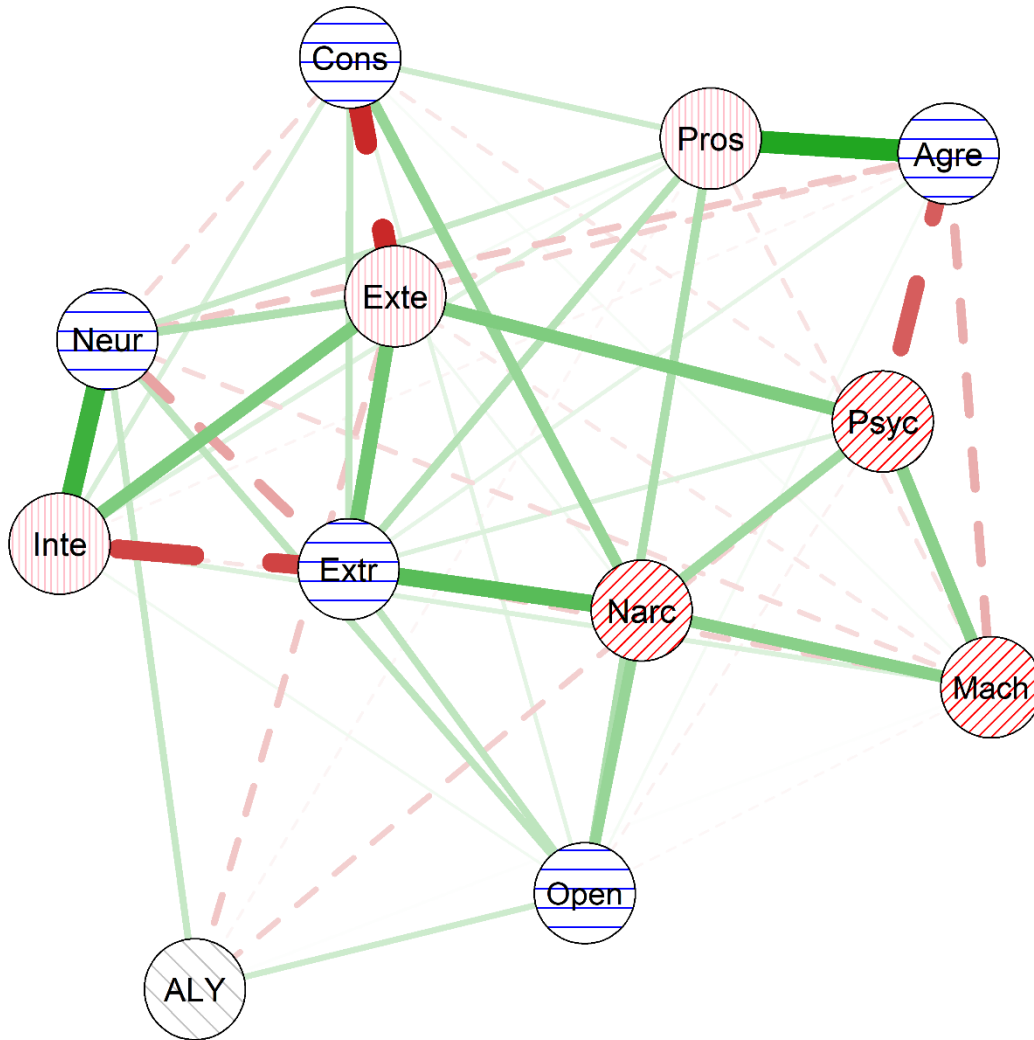 Cons
Pros
Agre
Exte
Neur
Psyc
Inte
Extr
Narc
Mach
Open
ALY